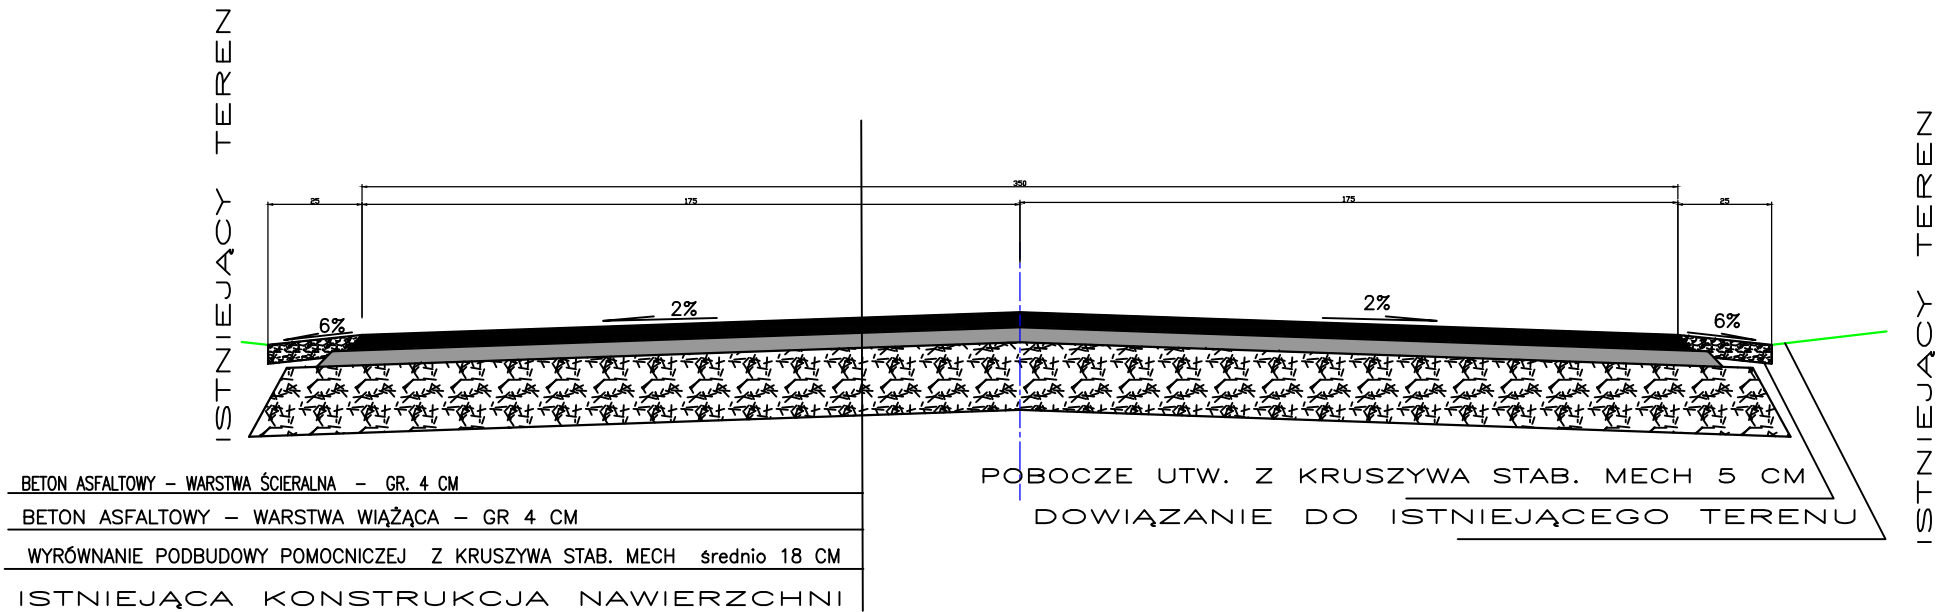 ISTNIEJĄCY TEREN
350
25
175
175
25
6%
2%
2%
6%
ISTNIEJĄCY TEREN
BETON ASFALTOWY – WARSTWA ŚCIERALNA – GR. 4 CM
BETON ASFALTOWY – WARSTWA WIĄŻĄCA – GR 4 CM
WYRÓWNANIE PODBUDOWY POMOCNICZEJ Z KRUSZYWA STAB. MECH średnio 18 CM
ISTNIEJĄCA KONSTRUKCJA NAWIERZCHNI
POBOCZE UTW. Z KRUSZYWA STAB. MECH 5 CM
DOWIĄZANIE DO ISTNIEJĄCEGO TERENU